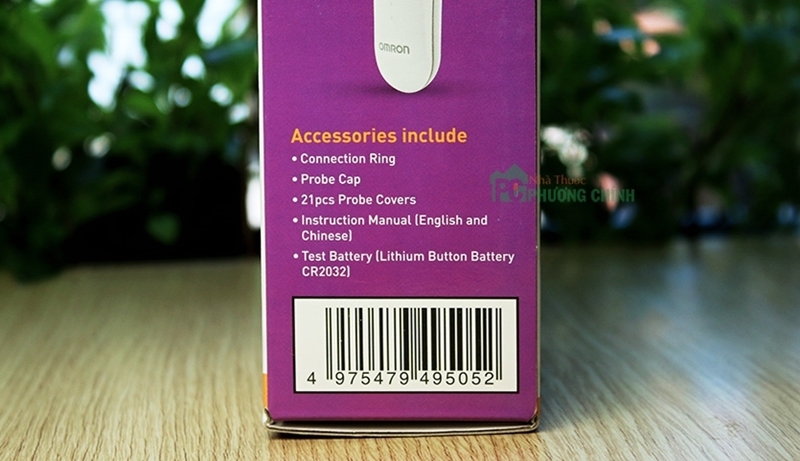 OMRON
Accessories include
• Connection Ring
• Probe Cap
• 21pcs Probe Covers
• Instruction Manual (English and
Chinese)
• Test Battery (Lithium Button Battery
CR2032)
4 975479 495052
PC Nhà Thuốc
PHƯƠNG CHÍNH